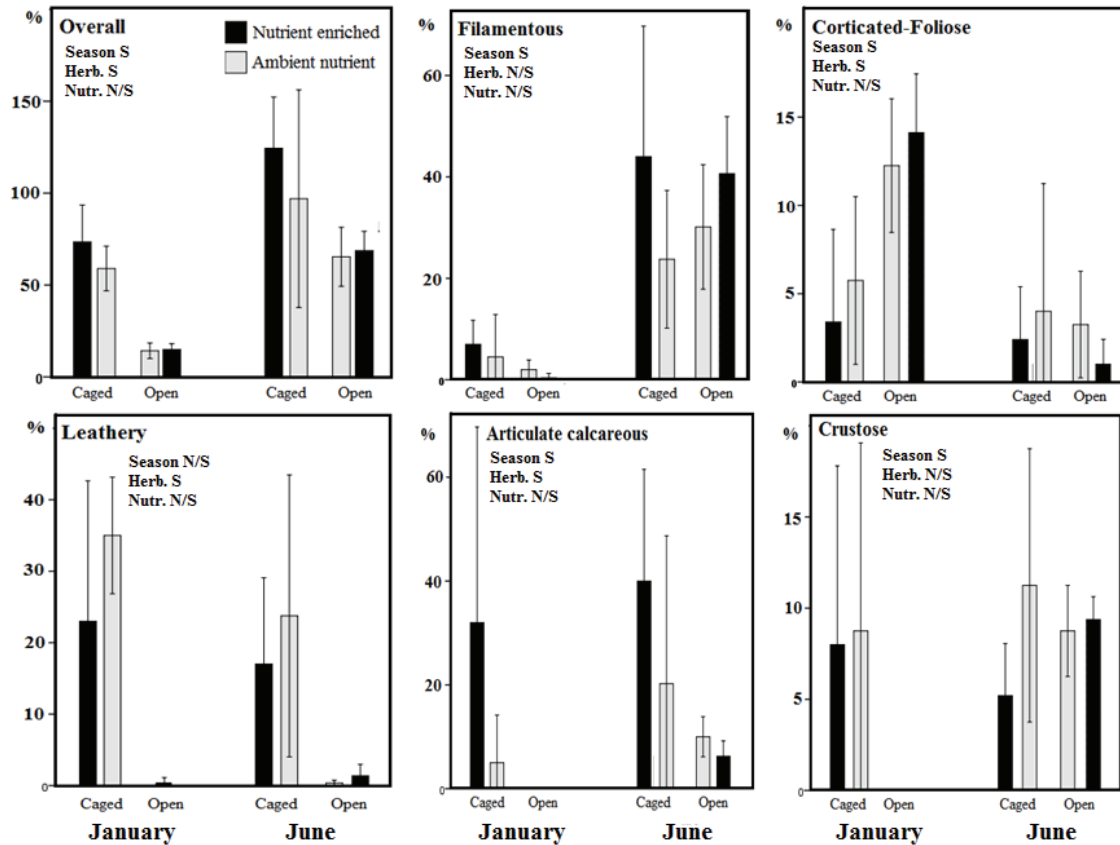 %
Overall
Season S
Herb. S
Nutr. N/S
Nutrient enriched
Ambient nutrient
150
100
50
0
Caged
Open
Caged
Open
%
Filamentous
Season S
Herb. N/S
Nutr. N/S
60
40
20
0
Caged
Open
Caged
Open
%
Corticated-Foliose
Season S
Herb. S
Nutr. N/S
15
10
5
0
Caged
Open
Caged
Open
%
Leathery
Season N/S
Herb. S
Nutr. N/S
40
30
20
10
0
Caged
Open
Caged
Open
January
June
%
Articulate calcareous
Season S
Herb. S
Nutr. N/S
60
40
20
0
Caged
Open
Caged
Open
January
June
%
Crustose
Season S
Herb. N/S
Nutr. N/S
15
10
5
0
Caged
Open
Caged
Open
January
June